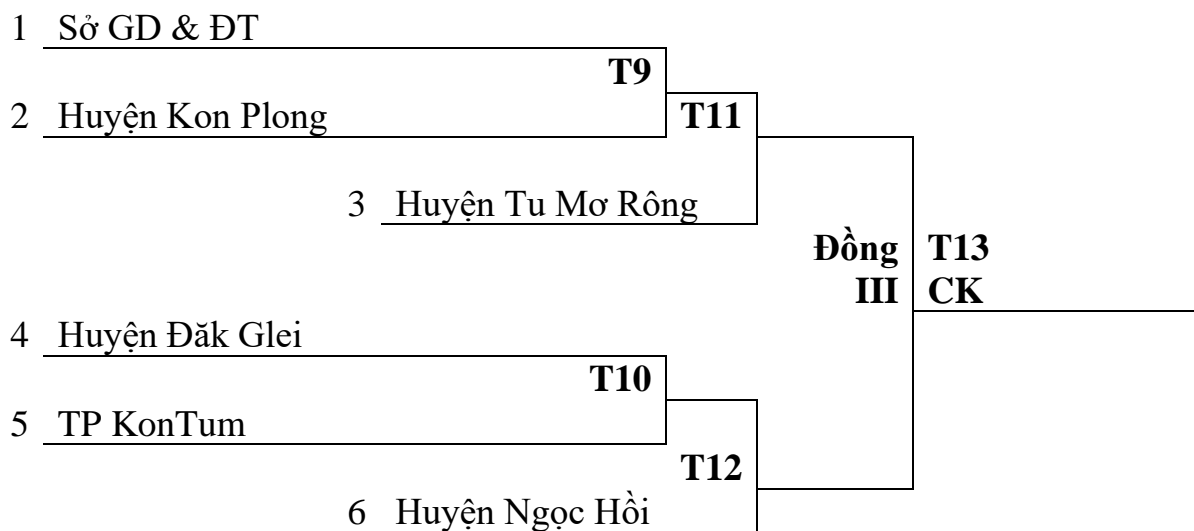 1 Sở GD & ĐT
T9
2 Huyện Kon Plong
T11
3 Huyện Tu Mơ Rông
Đồng T13
III CK
4 Huyện Đăk Glei
T10
5 TP KonTum
T12
6 Huyện Ngọc Hồi